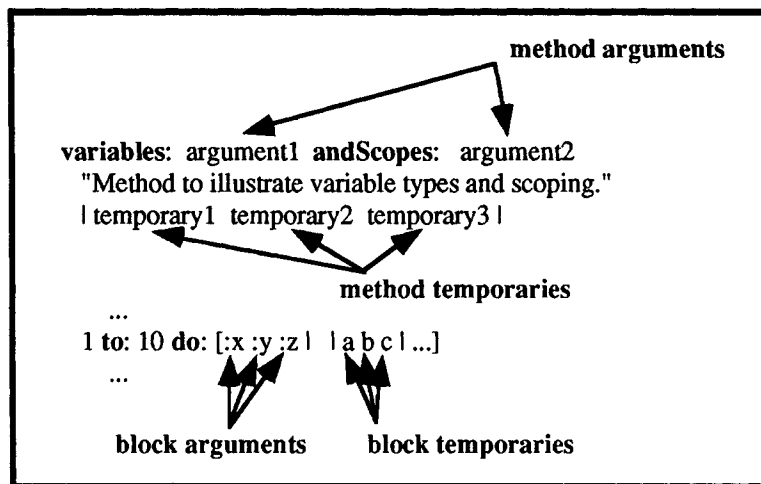 method arguments
variables: argument1 andScopes: argument2
"Method to illustrate variable types and scoping."
| temporary1 temporary2 temporary3 |
method temporaries
...
1 to: 10 do: [:x :y :z | | a b c | ...]
...
block arguments block temporaries